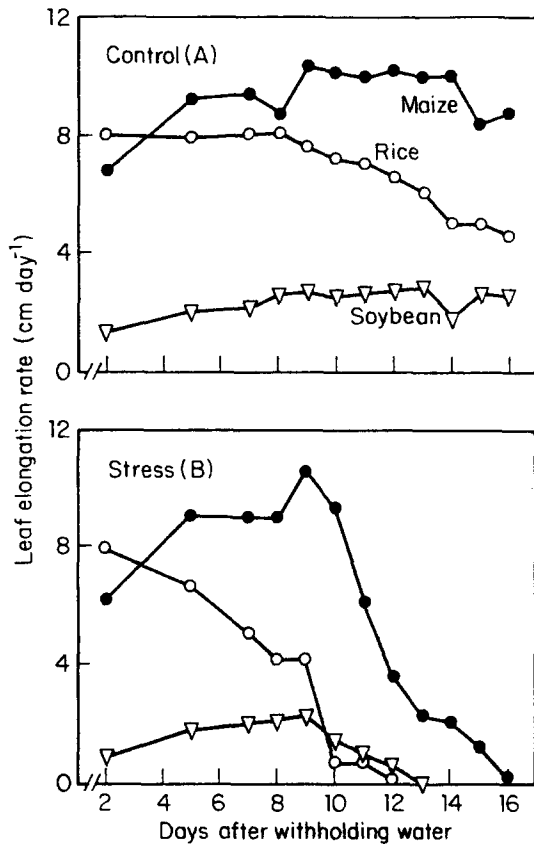 12
Control (A)
Maize
8
Rice
4
Soybean
0
Leaf elongation rate (cm day⁻¹)
12
Stress (B)
8
4
0
2 4 6 8 10 12 14 16
Days after withholding water